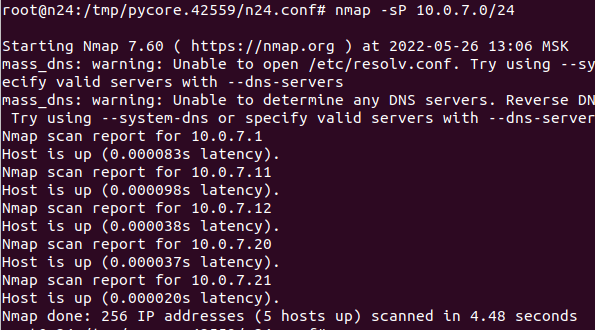 root@n24:/tmp/pycore.42559/n24.conf# nmap -sP 10.0.7.0/24
Starting Nmap 7.60 ( https://nmap.org ) at 2022-05-26 13:06 MSK
mass_dns: warning: Unable to open /etc/resolv.conf. Try using --sy
ecify valid servers with --dns-servers
mass_dns: warning: Unable to determine any DNS servers. Reverse DN
Try using --system-dns or specify valid servers with --dns-server
Nmap scan report for 10.0.7.1
Host is up (0.000083s latency).
Nmap scan report for 10.0.7.11
Host is up (0.000098s latency).
Nmap scan report for 10.0.7.12
Host is up (0.000038s latency).
Nmap scan report for 10.0.7.20
Host is up (0.000037s latency).
Nmap scan report for 10.0.7.21
Host is up (0.000020s latency).
Nmap done: 256 IP addresses (5 hosts up) scanned in 4.48 seconds